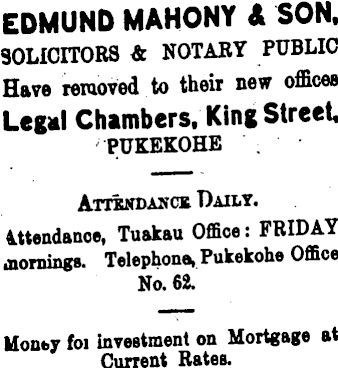 EDMUND MAHONY & SON,
SOLICITORS & NOTARY PUBLIC
Have removed to their new offices
Legal Chambers, King Street,
PUKEKOHE
ATTENDANCE DAILY.
Attendance, Tuakau Office: FRIDAY
mornings. Telephone, Pukekohe Office
No. 62.
Money for investment on Mortgage at
Current Rates.